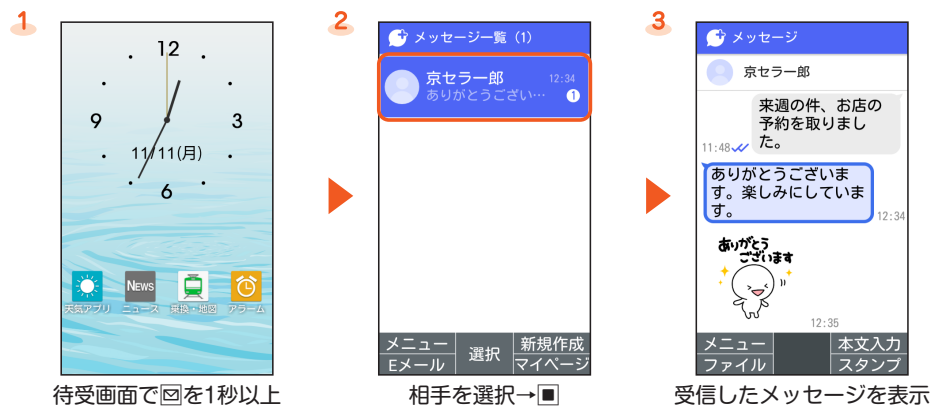 1
12
9
3
11/11(月)
6
NEWS
天気アプリ ニュース 乗換・地図 アラーム
待受画面で✉を1秒以上
2
メッセージ一覧（1）
京セラ一郎 12:34
ありがとうござい… 1
メニュー 選択 新規作成
Eメール マイページ
相手を選択→■
3
メッセージ
京セラ一郎
来週の件、お店の
予約を取りまし
た。
11:48
ありがとうございま
す。楽しみにしていま
す。
12:34
ありがとう
ございます
12:35
メニュー 本文入力
ファイル スタンプ
受信したメッセージを表示